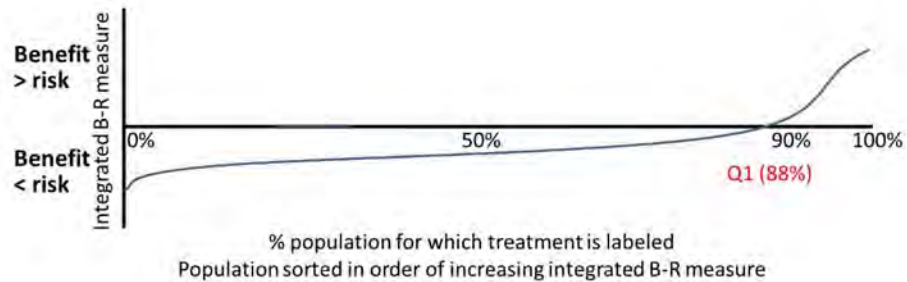 Benefit
> risk
Benefit
< risk
Integrated B-R measure
0%
50%
90%
100%
Q1 (88%)
% population for which treatment is labeled
Population sorted in order of increasing integrated B-R measure